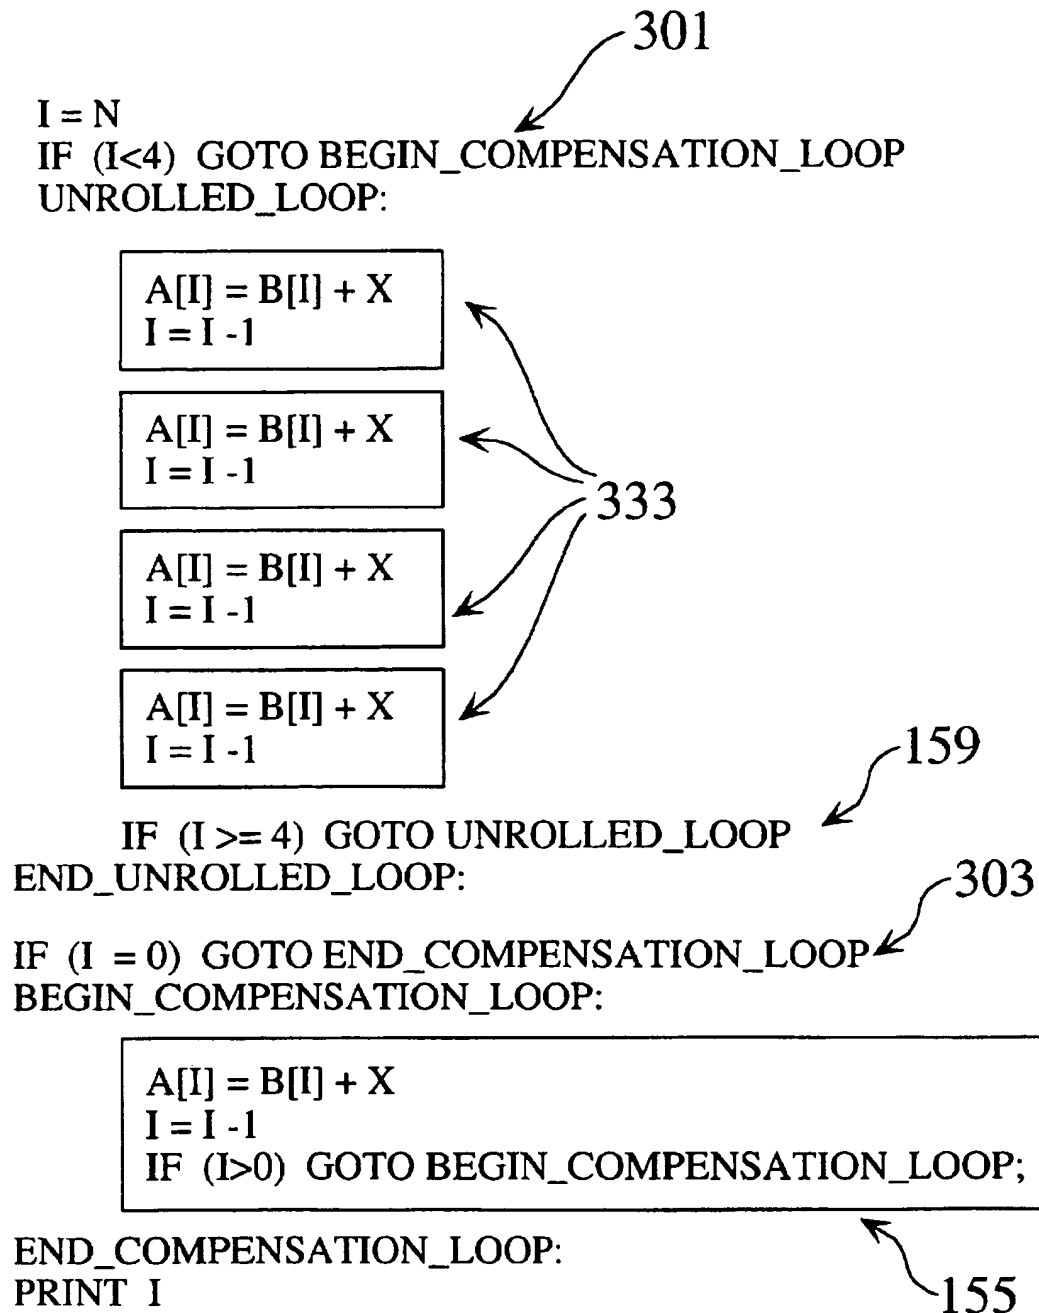 301
I = N
IF (I<4) GOTO BEGIN_COMPENSATION_LOOP
UNROLLED_LOOP:
A[I] = B[I] + X
I = I -1
A[I] = B[I] + X
I = I -1
333
A[I] = B[I] + X
I = I -1
A[I] = B[I] + X
I = I -1
159
IF (I >= 4) GOTO UNROLLED_LOOP
END_UNROLLED_LOOP:
303
IF (I = 0) GOTO END_COMPENSATION_LOOP
BEGIN_COMPENSATION_LOOP:
A[I] = B[I] + X
I = I -1
IF (I>0) GOTO BEGIN_COMPENSATION_LOOP;
END_COMPENSATION_LOOP:
PRINT I
155